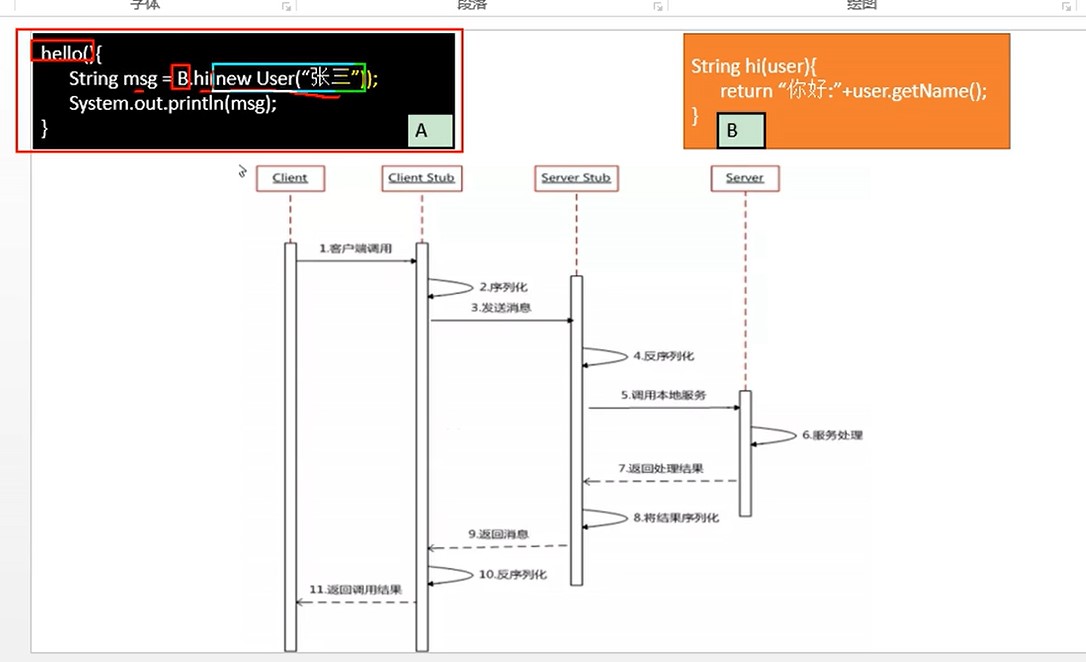 字体
段落
绘图
hello(){
String msg = B.hi(new User("张三"));
System.out.println(msg);
}
A
String hi(user){
return "你好:"+user.getName();
}
B
Client
Client Stub
Server Stub
Server
1.客户端调用
2.序列化
3.发送消息
4.反序列化
5.调用本地服务
6.服务处理
7.返回处理结果
8.将结果序列化
9.返回消息
10.反序列化
11.返回调用结果